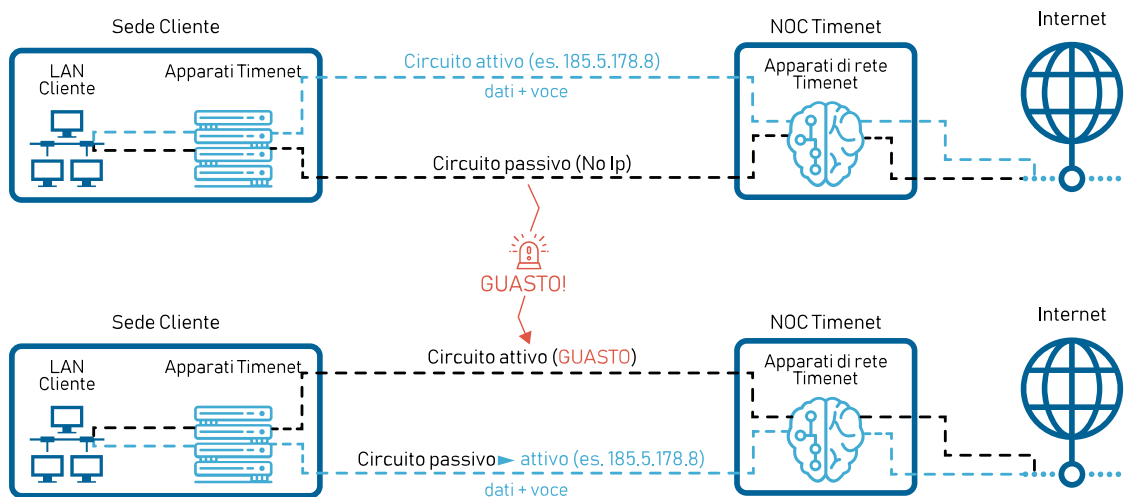 Sede Cliente
NOC Timenet
Internet
LAN
Cliente
Apparati Timenet
Circuito attivo (es. 185.5.178.8)
dati + voce
Apparati di rete
Timenet
Circuito passivo (No Ip)
GUASTO!
Sede Cliente
NOC Timenet
Internet
LAN
Cliente
Apparati Timenet
Circuito attivo (GUASTO)
Apparati di rete
Timenet
Circuito passivo ► attivo (es. 185.5.178.8)
dati + voce